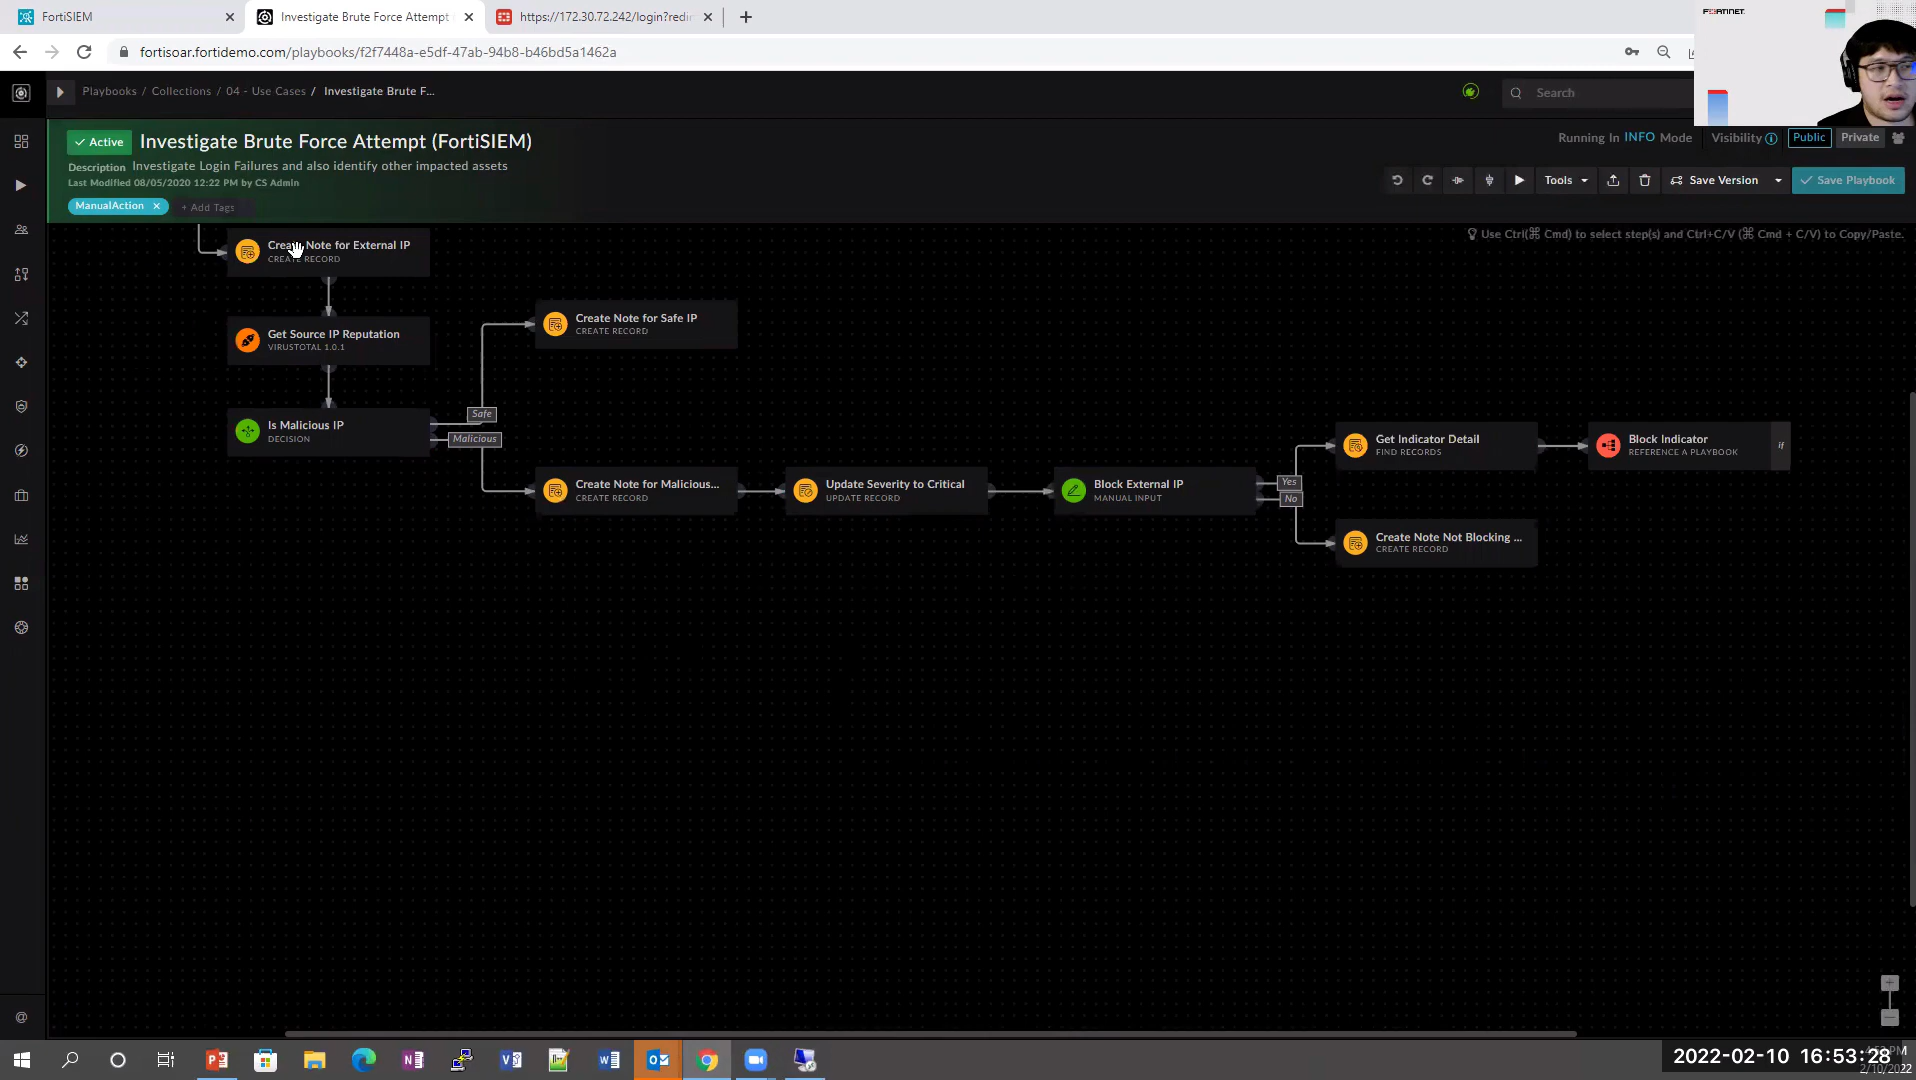 FortiSIEM
Investigate Brute Force Attempt
https://172.30.72.242/login?redir
fortisoar.fortidemo.com/playbooks/f2f7448a-e5df-47ab-94b8-b46bd5a1462a
FORTINET
Playbooks / Collections / 04 - Use Cases / Investigate Brute F...
Search
Active
Investigate Brute Force Attempt (FortiSIEM)
Running In INFO Mode
Visibility
Public
Private
Description Investigate Login Failures and also identify other impacted assets
Last Modified 08/05/2020 12:22 PM by CS Admin
Tools
Save Version
Save Playbook
ManualAction
+ Add Tags
Use Ctrl(⌘ Cmd) to select step(s) and Ctrl+C/V (⌘ Cmd + C/V) to Copy/Paste.
Create Note for External IP
CREATE RECORD
Get Source IP Reputation
VIRUSTOTAL 1.0.1
Create Note for Safe IP
CREATE RECORD
Is Malicious IP
DECISION
Safe
Malicious
Create Note for Malicious...
CREATE RECORD
Update Severity to Critical
UPDATE RECORD
Block External IP
MANUAL INPUT
Yes
No
Get Indicator Detail
FIND RECORDS
Block Indicator
REFERENCE A PLAYBOOK
if
Create Note Not Blocking ...
CREATE RECORD
2022-02-10 16:53:28
2/10/2022